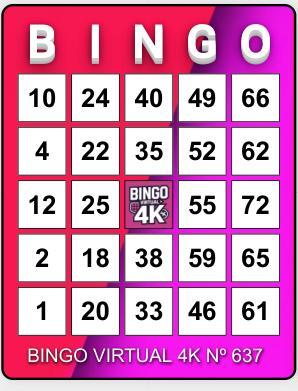 BINGO
10 24 40 49 66
4 22 35 52 62
12 25 BINGO VIRTUAL 4K 55 72
2 18 38 59 65
1 20 33 46 61
BINGO VIRTUAL 4K Nº 637